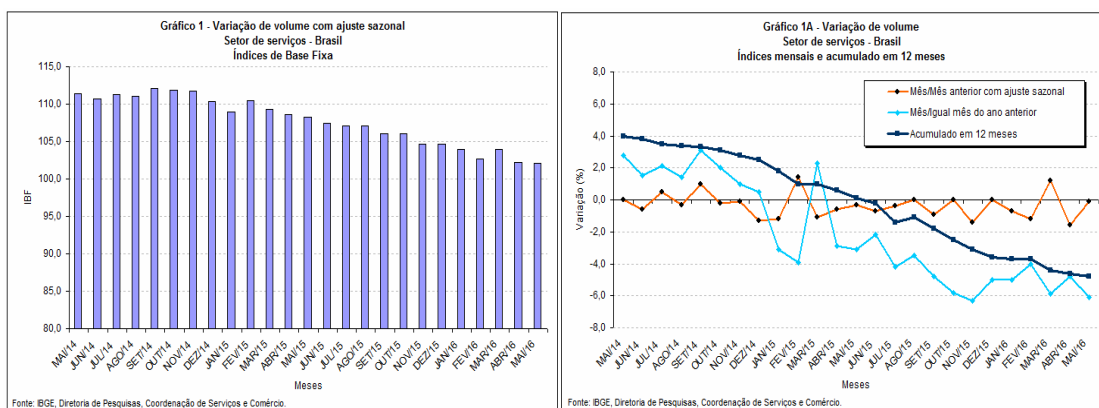 Gráfico 1 - Variação de volume com ajuste sazonal
Setor de serviços - Brasil
Índices de Base Fixa
115,0
110,0
105,0
100,0
95,0
90,0
85,0
80,0
IBF
MAI/14
JUN/14
JUL/14
AGO/14
SET/14
OUT/14
NOV/14
DEZ/14
JAN/15
FEV/15
MAR/15
ABR/15
MAI/15
JUN/15
JUL/15
AGO/15
SET/15
OUT/15
NOV/15
DEZ/15
JAN/16
FEV/16
MAR/16
ABR/16
MAI/16
Meses
Fonte: IBGE, Diretoria de Pesquisas, Coordenação de Serviços e Comércio.
Gráfico 1A - Variação de volume
Setor de serviços - Brasil
Índices mensais e acumulado em 12 meses
8,0
6,0
4,0
2,0
0,0
-2,0
-4,0
-6,0
-8,0
Variação (%)
Mês/Mês anterior com ajuste sazonal
Mês/Igual mês do ano anterior
Acumulado em 12 meses
MAI/14
JUN/14
JUL/14
AGO/14
SET/14
OUT/14
NOV/14
DEZ/14
JAN/15
FEV/15
MAR/15
ABR/15
MAI/15
JUN/15
JUL/15
AGO/15
SET/15
OUT/15
NOV/15
DEZ/15
JAN/16
FEV/16
MAR/16
ABR/16
MAI/16
Meses
Fonte: IBGE, Diretoria de Pesquisas, Coordenação de Serviços e Comércio.